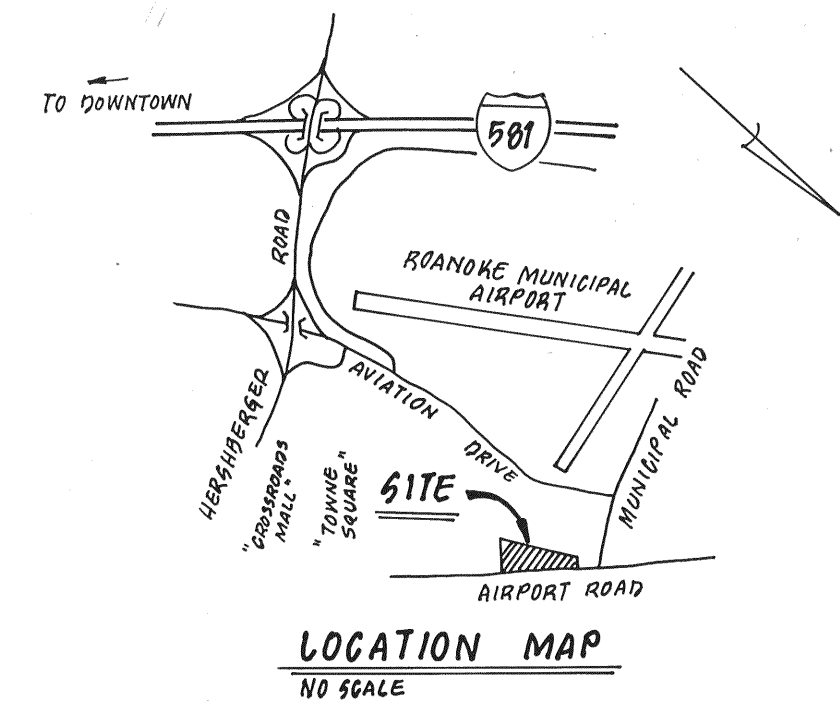 TO DOWNTOWN
581
ROAD
ROANOKE MUNICIPAL
AIRPORT
AVIATION
DRIVE
MUNICIPAL ROAD
HERSHBERGER
"CROSSROADS
MALL"
"TOWNE
SQUARE"
SITE
AIRPORT ROAD
LOCATION MAP
NO SCALE